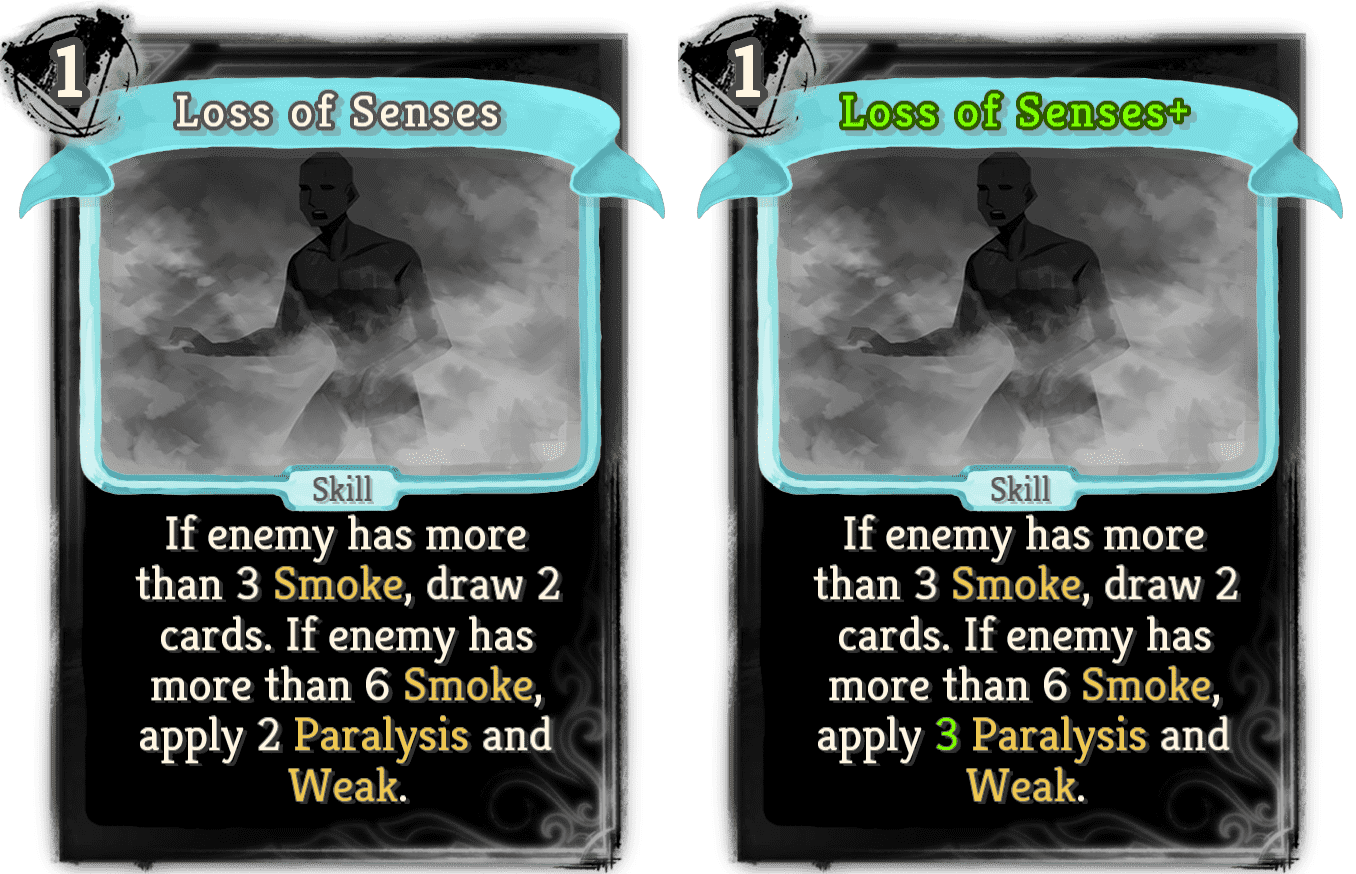 1
Loss of Senses
Skill
If enemy has more
than 3 Smoke, draw 2
cards. If enemy has
more than 6 Smoke,
apply 2 Paralysis and
Weak.
1
Loss of Senses+
Skill
If enemy has more
than 3 Smoke, draw 2
cards. If enemy has
more than 6 Smoke,
apply 3 Paralysis and
Weak.